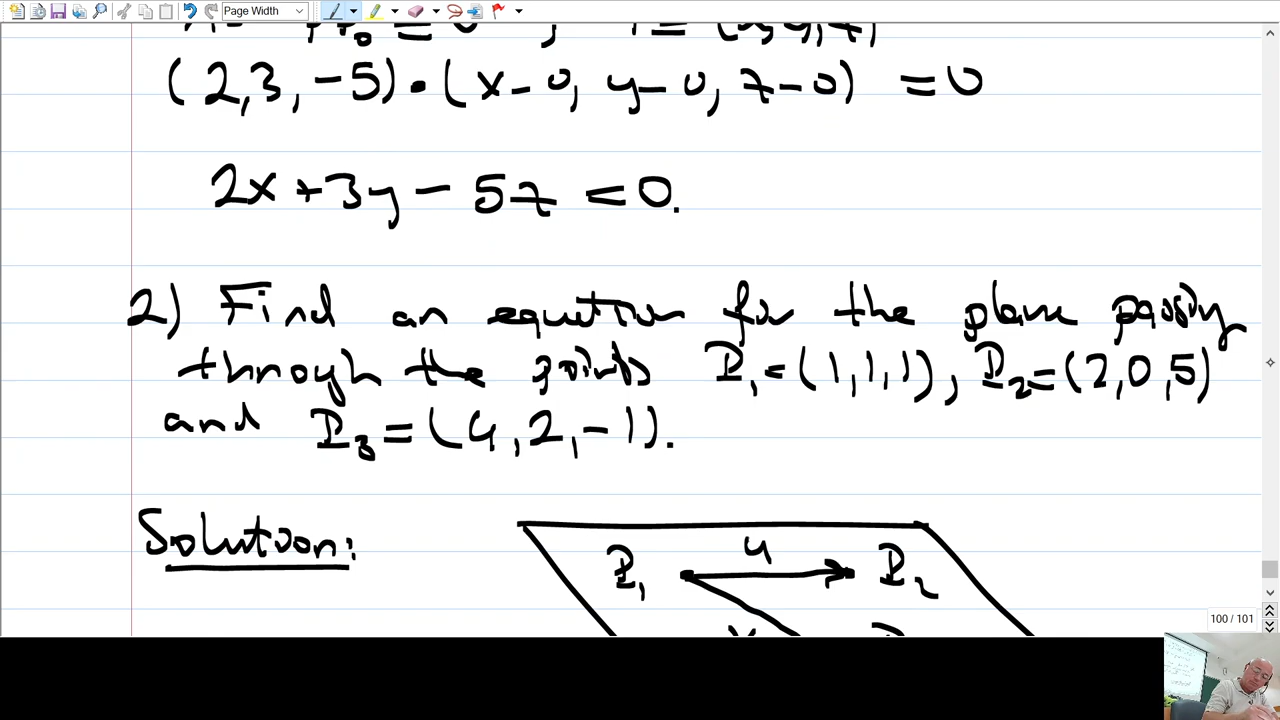 Page Width
(2,3,-5)•(x-0, y-0, z-0) =0
2x+3y-5z=0.
2) Find an equation for the plane passing
through the points P₁=(1,1,1), P₂=(2,0,5)
and P₃=(4,2,-1).
Solution:
u
P₁ P₂
100 / 101